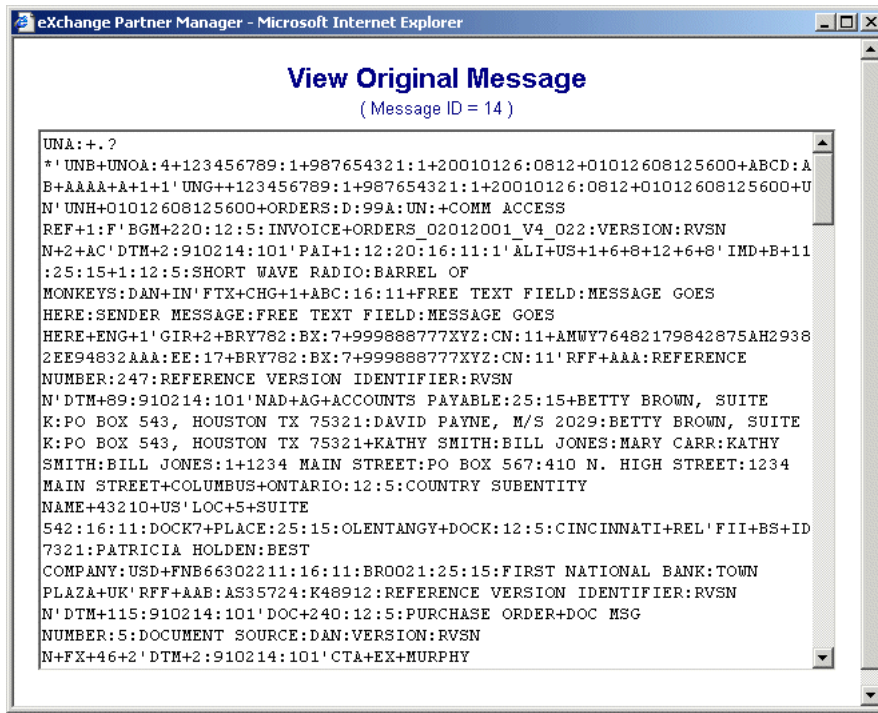 eXchange Partner Manager - Microsoft Internet Explorer
View Original Message
( Message ID = 14 )
UNA:+.?
*'UNB+UNOA:4+123456789:1+987654321:1+20010126:0812+01012608125600+ABCD:A
B+AAAA+A+1+1'UNG++123456789:1+987654321:1+20010126:0812+01012608125600+U
N'UNH+01012608125600+ORDERS:D:99A:UN:+COMM ACCESS
REF+1:F'BGM+220:12:5:INVOICE+ORDERS_02012001_V4_022:VERSION:RVSN
N+2+AC'DTM+2:910214:101'PAI+1:12:20:16:11:1'ALI+US+1+6+8+12+6+8'IMD+B+11
:25:15+1:12:5:SHORT WAVE RADIO:BARREL OF
MONKEYS:DAN+IN'FTX+CHG+1+ABC:16:11+FREE TEXT FIELD:MESSAGE GOES
HERE:SENDER MESSAGE:FREE TEXT FIELD:MESSAGE GOES
HERE+ENG+1'GIR+2+BRY782:BX:7+999888777XYZ:CN:11+AMWY76482179842875AH2938
2EE94832AAA:EE:17+BRY782:BX:7+999888777XYZ:CN:11'RFF+AAA:REFERENCE
NUMBER:247:REFERENCE VERSION IDENTIFIER:RVSN
N'DTM+89:910214:101'NAD+AG+ACCOUNTS PAYABLE:25:15+BETTY BROWN, SUITE
K:PO BOX 543, HOUSTON TX 75321:DAVID PAYNE, M/S 2029:BETTY BROWN, SUITE
K:PO BOX 543, HOUSTON TX 75321+KATHY SMITH:BILL JONES:MARY CARR:KATHY
SMITH:BILL JONES:1+1234 MAIN STREET:PO BOX 567:410 N. HIGH STREET:1234
MAIN STREET+COLUMBUS+ONTARIO:12:5:COUNTRY SUBENTITY
NAME+43210+US'LOC+5+SUITE
542:16:11:DOCK7+PLACE:25:15:OLENTANGY+DOCK:12:5:CINCINNATI+REL'FII+BS+ID
7321:PATRICIA HOLDEN:BEST
COMPANY:USD+FNB66302211:16:11:BR0021:25:15:FIRST NATIONAL BANK:TOWN
PLAZA+UK'RFF+AAB:AS35724:K48912:REFERENCE VERSION IDENTIFIER:RVSN
N'DTM+115:910214:101'DOC+240:12:5:PURCHASE ORDER+DOC MSG
NUMBER:5:DOCUMENT SOURCE:DAN:VERSION:RVSN
N+FX+46+2'DTM+2:910214:101'CTA+EX+MURPHY